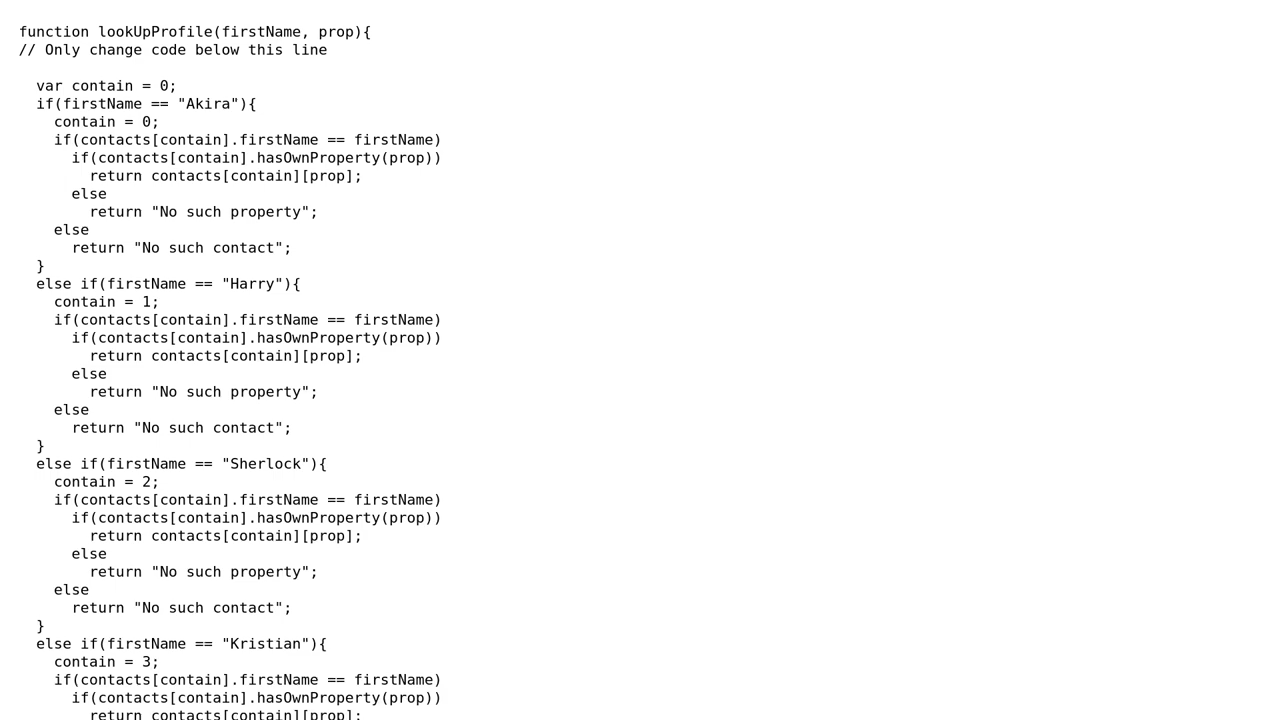 function lookUpProfile(firstName, prop){
// Only change code below this line

  var contain = 0;
  if(firstName == "Akira"){
    contain = 0;
    if(contacts[contain].firstName == firstName)
      if(contacts[contain].hasOwnProperty(prop))
        return contacts[contain][prop];
      else
        return "No such property";
    else
      return "No such contact";
  }
  else if(firstName == "Harry"){
    contain = 1;
    if(contacts[contain].firstName == firstName)
      if(contacts[contain].hasOwnProperty(prop))
        return contacts[contain][prop];
      else
        return "No such property";
    else
      return "No such contact";
  }
  else if(firstName == "Sherlock"){
    contain = 2;
    if(contacts[contain].firstName == firstName)
      if(contacts[contain].hasOwnProperty(prop))
        return contacts[contain][prop];
      else
        return "No such property";
    else
      return "No such contact";
  }
  else if(firstName == "Kristian"){
    contain = 3;
    if(contacts[contain].firstName == firstName)
      if(contacts[contain].hasOwnProperty(prop))
        return contacts[contain][prop];